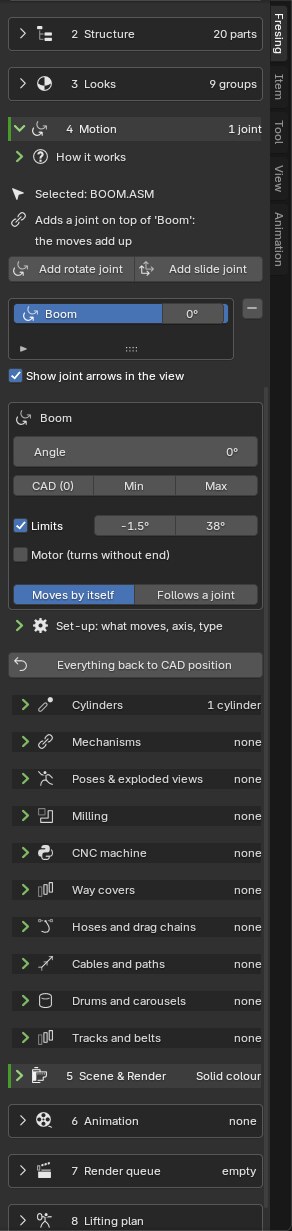 2 Structure 20 parts
3 Looks 9 groups
4 Motion 1 joint
How it works
Selected: BOOM.ASM
Adds a joint on top of 'Boom':
the moves add up
Add rotate joint Add slide joint
Boom 0°
Show joint arrows in the view
Boom
Angle 0°
CAD (0) Min Max
Limits -1.5° 38°
Motor (turns without end)
Moves by itself Follows a joint
Set-up: what moves, axis, type
Everything back to CAD position
Cylinders 1 cylinder
Mechanisms none
Poses & exploded views none
Milling none
CNC machine none
Way covers none
Hoses and drag chains none
Cables and paths none
Drums and carousels none
Tracks and belts none
5 Scene & Render Solid colour
6 Animation none
7 Render queue empty
8 Lifting plan
Fresing
Item
Tool
View
Animation